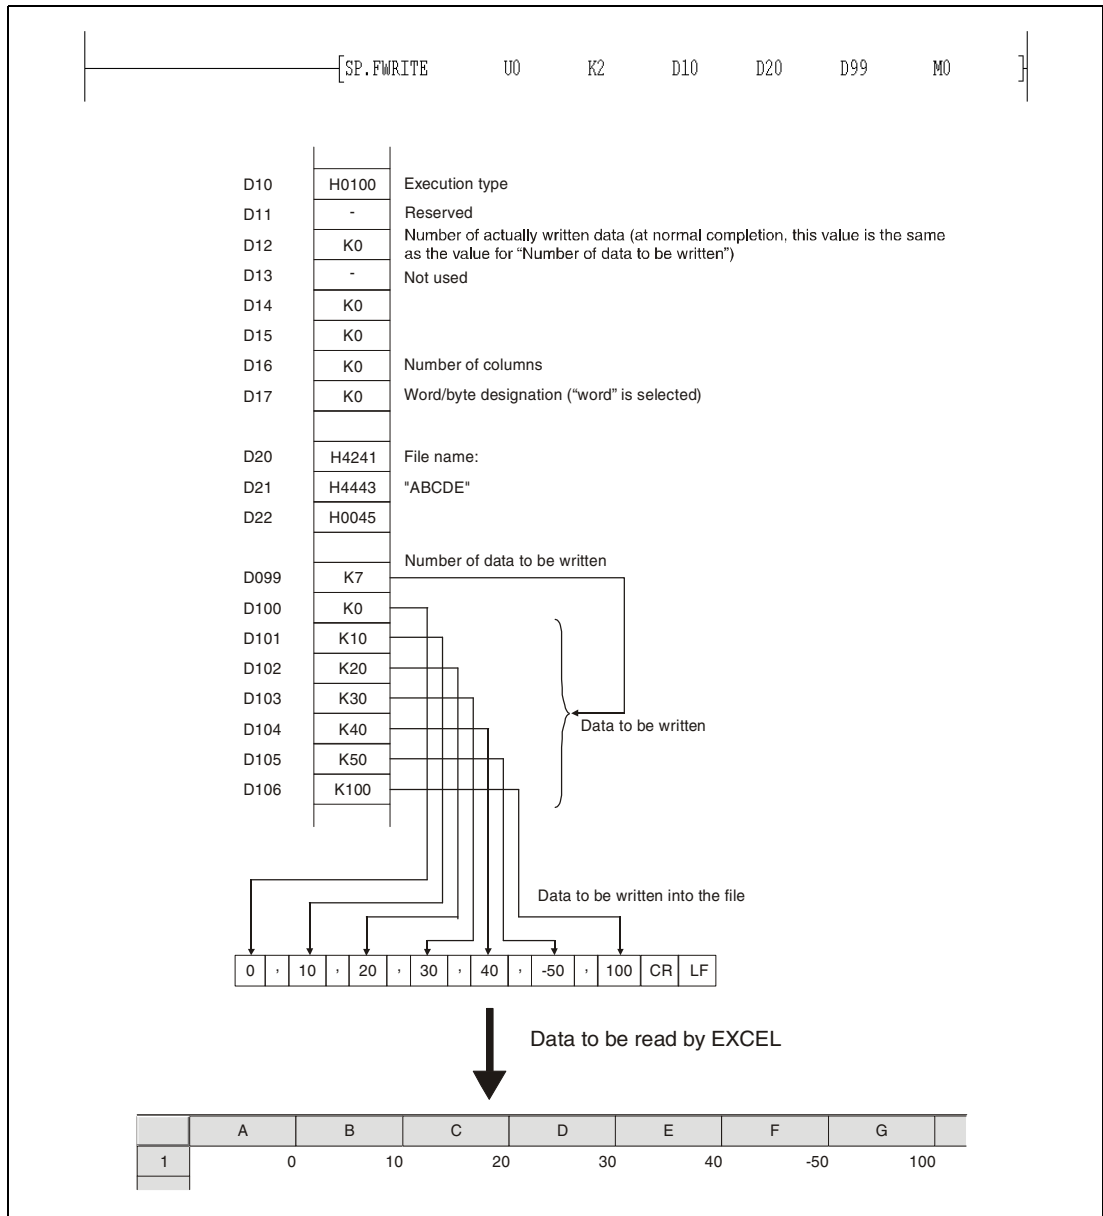 [SP.FWRITE U0 K2 D10 D20 D99 M0 ]
D10 H0100 Execution type
D11 - Reserved
D12 K0 Number of actually written data (at normal completion, this value is the same
as the value for “Number of data to be written”)
D13 - Not used
D14 K0
D15 K0
D16 K0 Number of columns
D17 K0 Word/byte designation (“word” is selected)
D20 H4241 File name:
D21 H4443 "ABCDE"
D22 H0045
Number of data to be written
D099 K7
D100 K0
D101 K10
D102 K20
D103 K30
D104 K40 Data to be written
D105 K50
D106 K100
Data to be written into the file
0 , 10 , 20 , 30 , 40 , -50 , 100 CR LF
Data to be read by EXCEL
A B C D E F G
1 0 10 20 30 40 -50 100